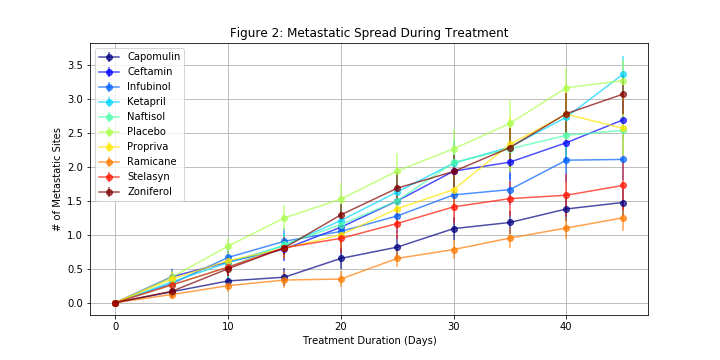 Figure 2: Metastatic Spread During Treatment
3.5
3.0
2.5
2.0
1.5
1.0
0.5
0.0
# of Metastatic Sites
Capomulin
Ceftamin
Infubinol
Ketapril
Naftisol
Placebo
Propriva
Ramicane
Stelasyn
Zoniferol
0 10 20 30 40
Treatment Duration (Days)